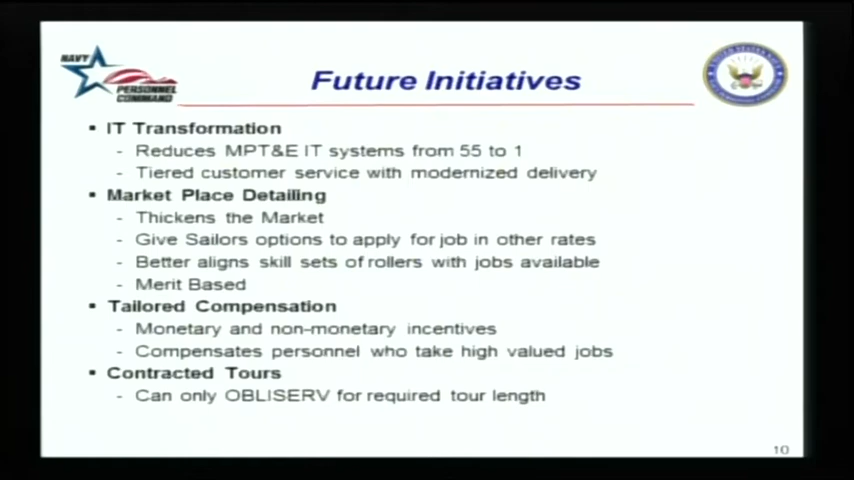 NAVY
PERSONNEL
COMMAND
Future Initiatives
▪ IT Transformation
- Reduces MPT&E IT systems from 55 to 1
- Tiered customer service with modernized delivery
▪ Market Place Detailing
- Thickens the Market
- Give Sailors options to apply for job in other rates
- Better aligns skill sets of rollers with jobs available
- Merit Based
▪ Tailored Compensation
- Monetary and non-monetary incentives
- Compensates personnel who take high valued jobs
▪ Contracted Tours
- Can only OBLISERV for required tour length
10